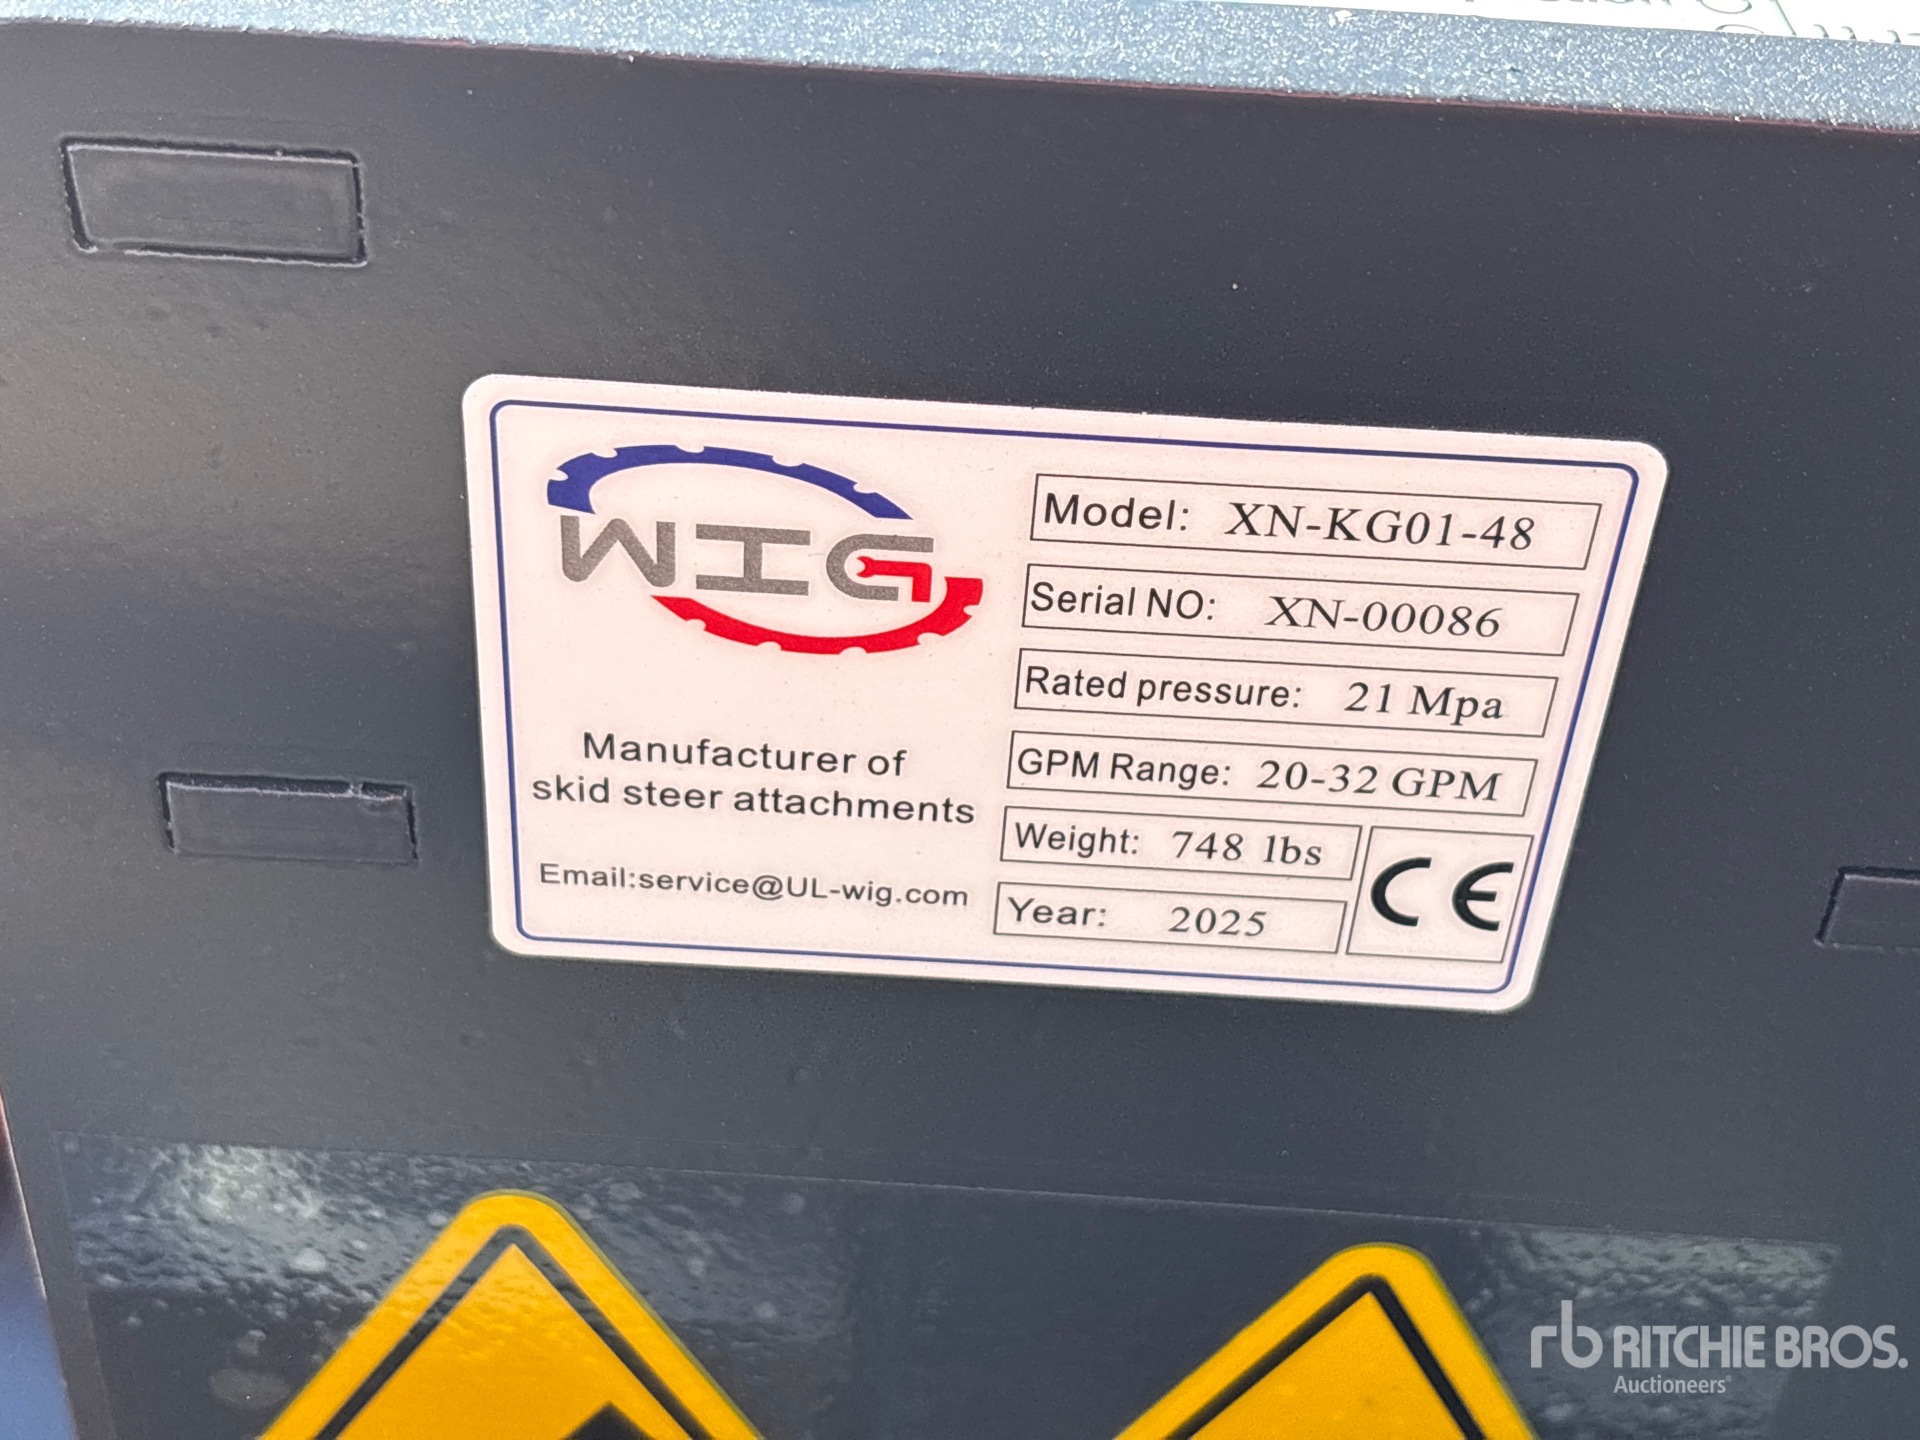 WIG
Manufacturer of
skid steer attachments
Email:service@UL-wig.com
Model: XN-KG01-48
Serial NO: XN-00086
Rated pressure: 21 Mpa
GPM Range: 20-32 GPM
Weight: 748 lbs
Year: 2025
CE
rb RITCHIE BROS.
Auctioneers